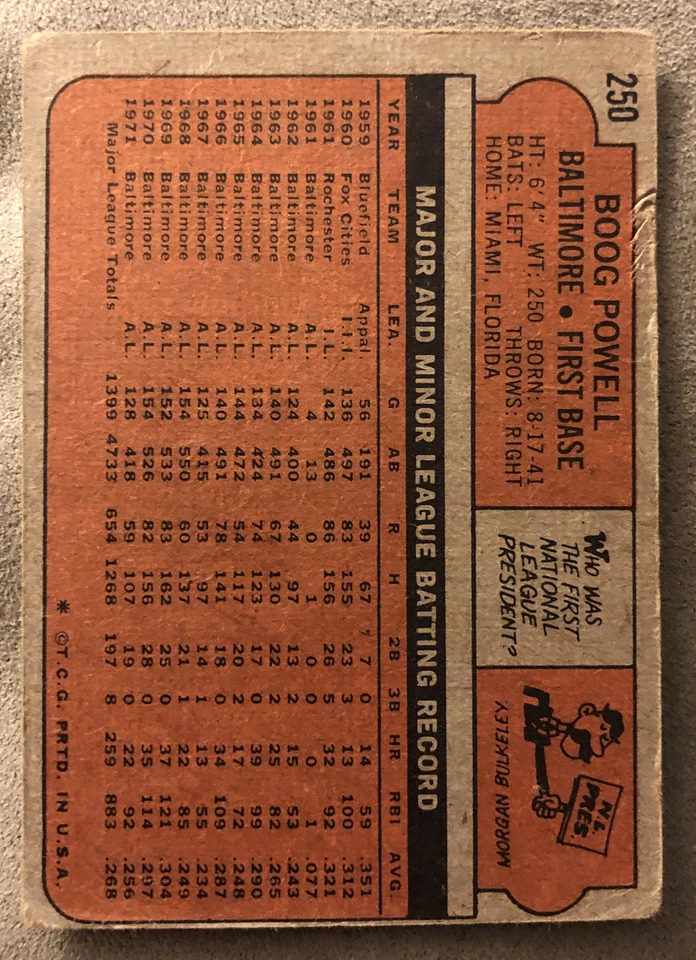 250
BOOG POWELL
BALTIMORE • FIRST BASE
HT: 6'4" WT: 250 BORN: 8-17-41
BATS: LEFT THROWS: RIGHT
HOME: MIAMI, FLORIDA
WHO WAS
THE FIRST
NATIONAL
LEAGUE
PRESIDENT?
N.L.
PRES
MORGAN BULKELEY
MAJOR AND MINOR LEAGUE BATTING RECORD
YEAR TEAM LEA. G AB R H 2B 3B HR RBI AVG.
1959 Bluefield Appal. 56 191 39 67 7 0 14 59 .351
1960 Fox Cities I.I.I. 136 497 83 155 23 3 13 100 .312
1961 Rochester I.L. 142 486 86 156 26 5 32 92 .321
1961 Baltimore A.L. 4 13 0 1 0 0 0 1 .077
1962 Baltimore A.L. 124 400 44 97 13 2 15 53 .243
1963 Baltimore A.L. 140 491 67 130 22 2 25 82 .265
1964 Baltimore A.L. 134 424 74 123 17 0 39 99 .290
1965 Baltimore A.L. 144 472 54 117 20 2 17 72 .248
1966 Baltimore A.L. 140 491 78 141 18 0 34 109 .287
1967 Baltimore A.L. 125 415 53 97 14 1 13 55 .234
1968 Baltimore A.L. 154 550 60 137 21 1 22 85 .249
1969 Baltimore A.L. 152 533 83 162 25 0 37 121 .304
1970 Baltimore A.L. 154 526 82 156 28 0 35 114 .297
1971 Baltimore A.L. 128 418 59 107 19 0 22 92 .256
Major League Totals 1399 4733 654 1268 197 8 259 883 .268
* ©T.C.G. PRTD. IN U.S.A.